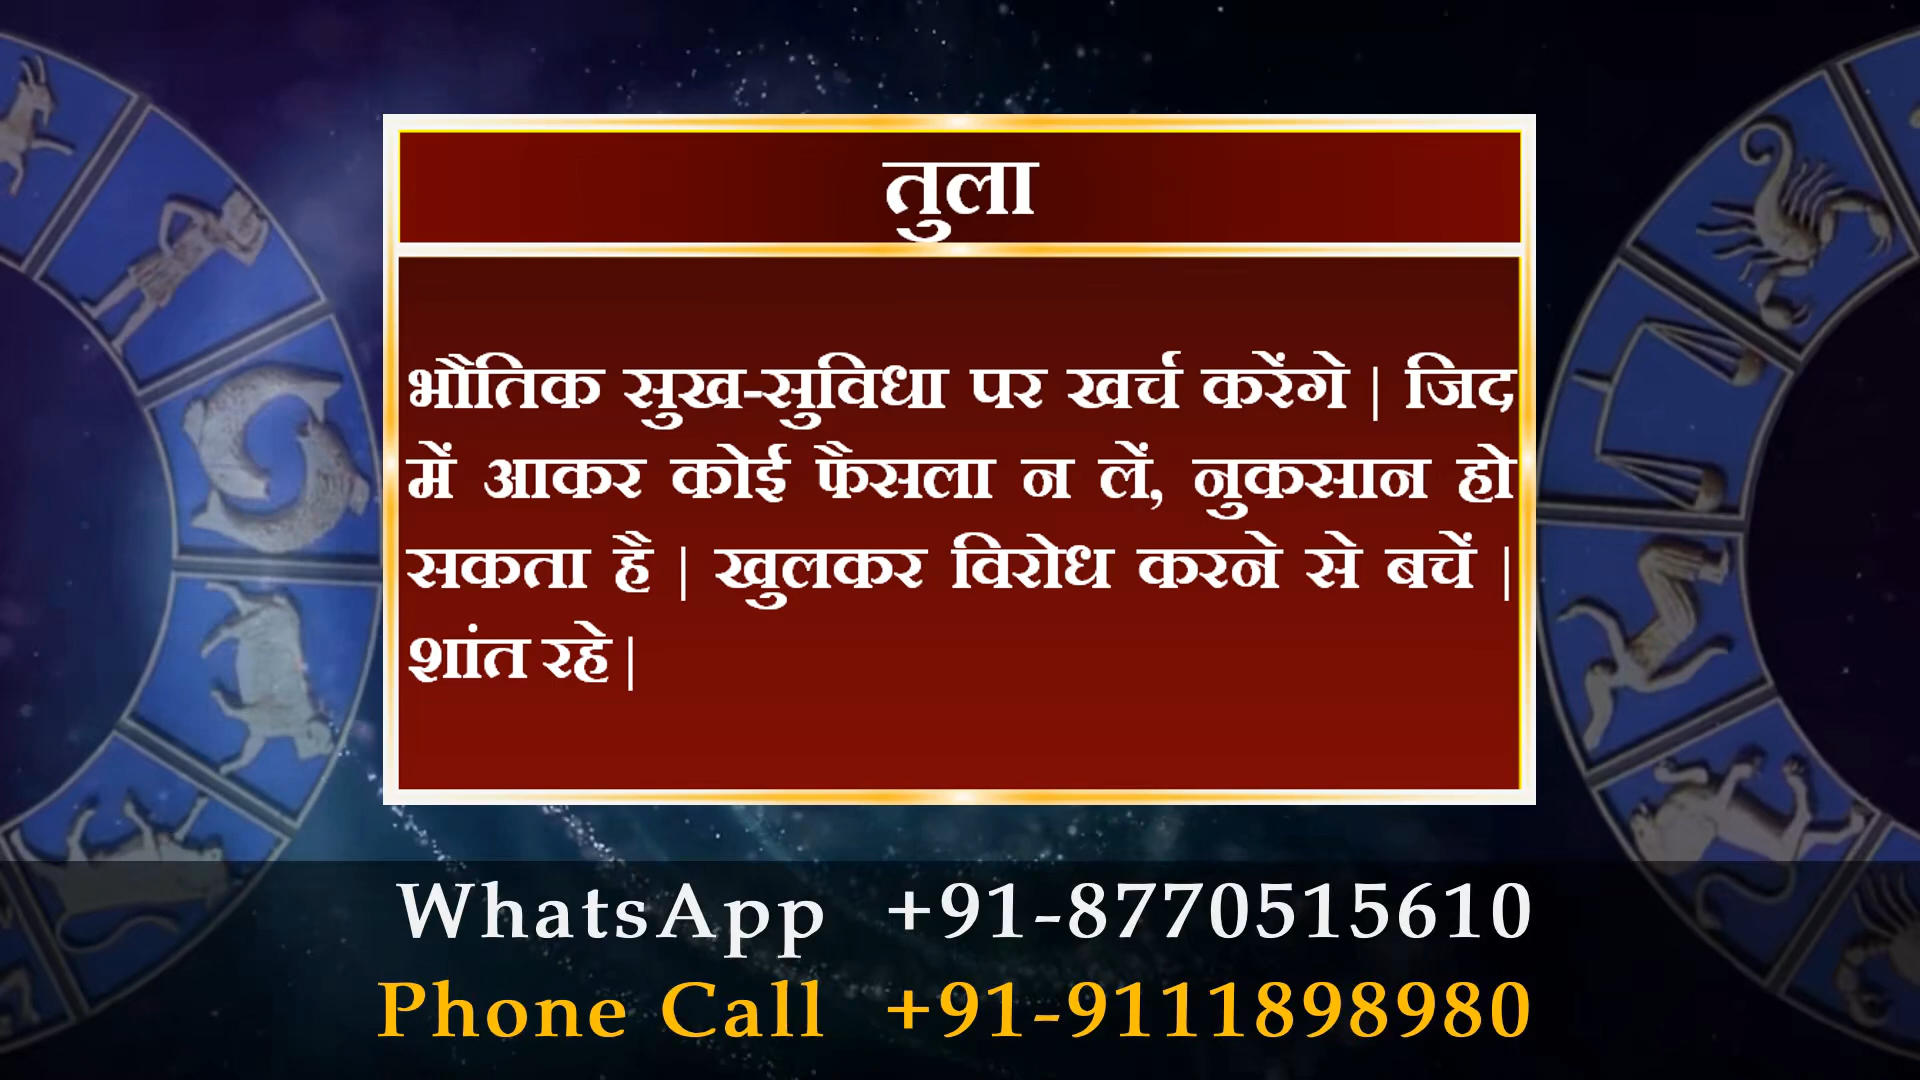 तुला
भौतिक सुख-सुविधा पर खर्च करेंगे | जिद
में आकर कोई फैसला न लें, नुकसान हो
सकता है | खुलकर विरोध करने से बचें |
शांत रहे |
WhatsApp +91-8770515610
Phone Call +91-9111898980